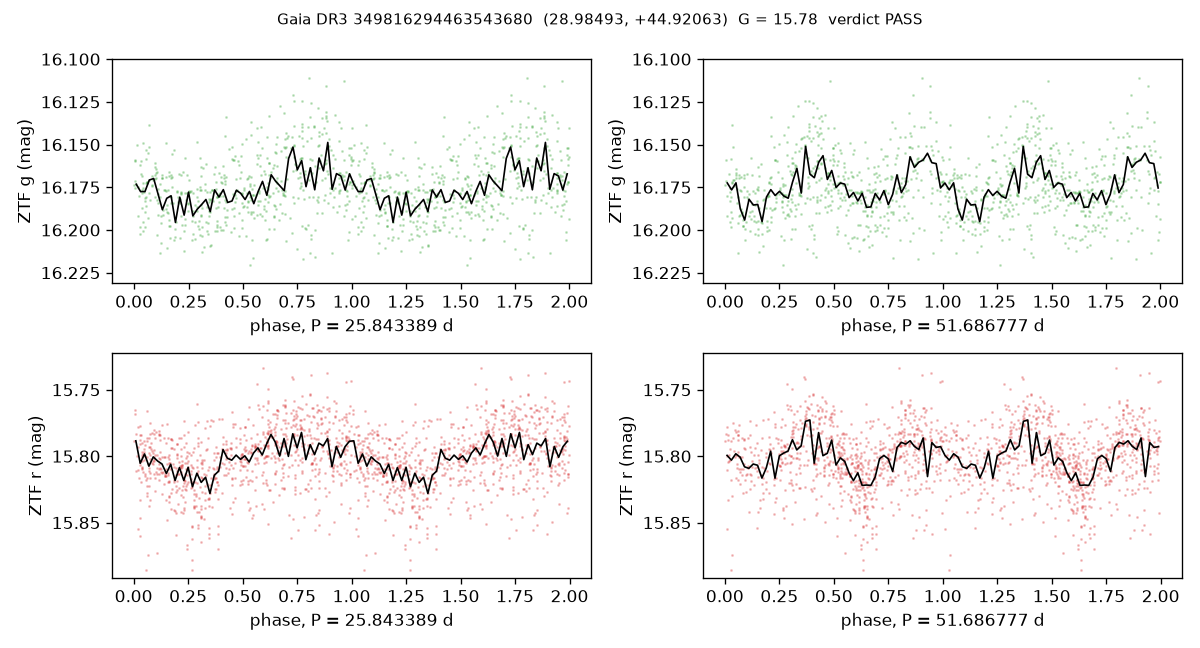 Gaia DR3 349816294463543680 (28.98493, +44.92063) G = 15.78 verdict PASS
16.100
16.125
16.150
16.175
16.200
16.225
ZTF g (mag)
0.00 0.25 0.50 0.75 1.00 1.25 1.50 1.75 2.00
phase, P = 25.843389 d
16.100
16.125
16.150
16.175
16.200
16.225
ZTF g (mag)
0.00 0.25 0.50 0.75 1.00 1.25 1.50 1.75 2.00
phase, P = 51.686777 d
15.75
15.80
15.85
ZTF r (mag)
0.00 0.25 0.50 0.75 1.00 1.25 1.50 1.75 2.00
phase, P = 25.843389 d
15.75
15.80
15.85
ZTF r (mag)
0.00 0.25 0.50 0.75 1.00 1.25 1.50 1.75 2.00
phase, P = 51.686777 d